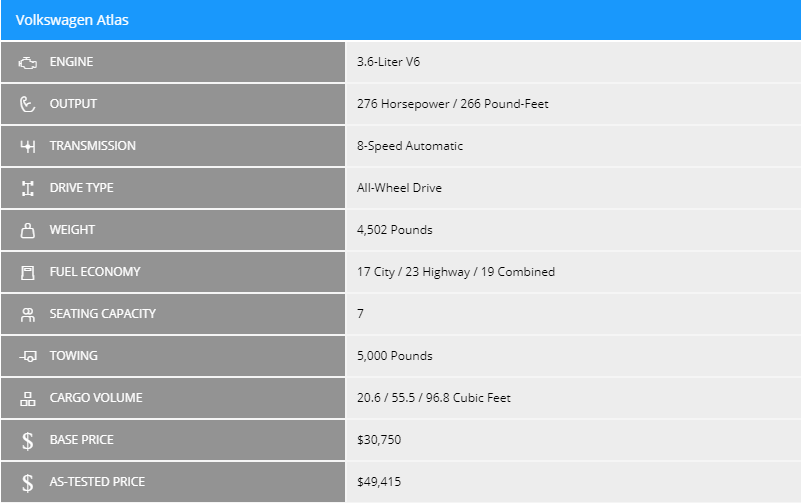 Volkswagen Atlas
ENGINE 3.6-Liter V6
OUTPUT 276 Horsepower / 266 Pound-Feet
TRANSMISSION 8-Speed Automatic
DRIVE TYPE All-Wheel Drive
WEIGHT 4,502 Pounds
FUEL ECONOMY 17 City / 23 Highway / 19 Combined
SEATING CAPACITY 7
TOWING 5,000 Pounds
CARGO VOLUME 20.6 / 55.5 / 96.8 Cubic Feet
$ BASE PRICE $30,750
$ AS-TESTED PRICE $49,415